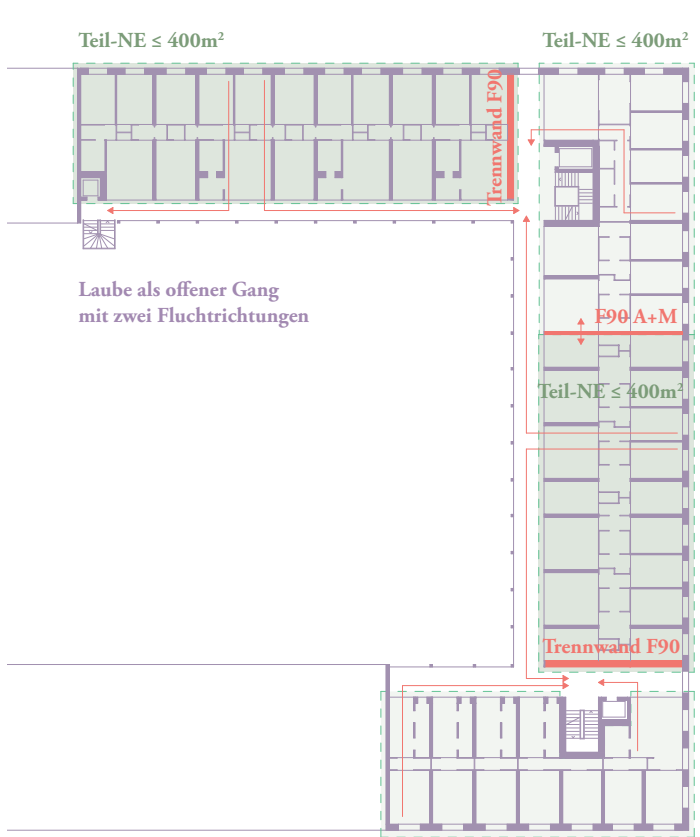 Teil-NE ≤ 400m²
Teil-NE ≤ 400m²
Trennwand F90
Laube als offener Gang
mit zwei Fluchtrichtungen
F90 A+M
Teil-NE ≤ 400m²
Trennwand F90